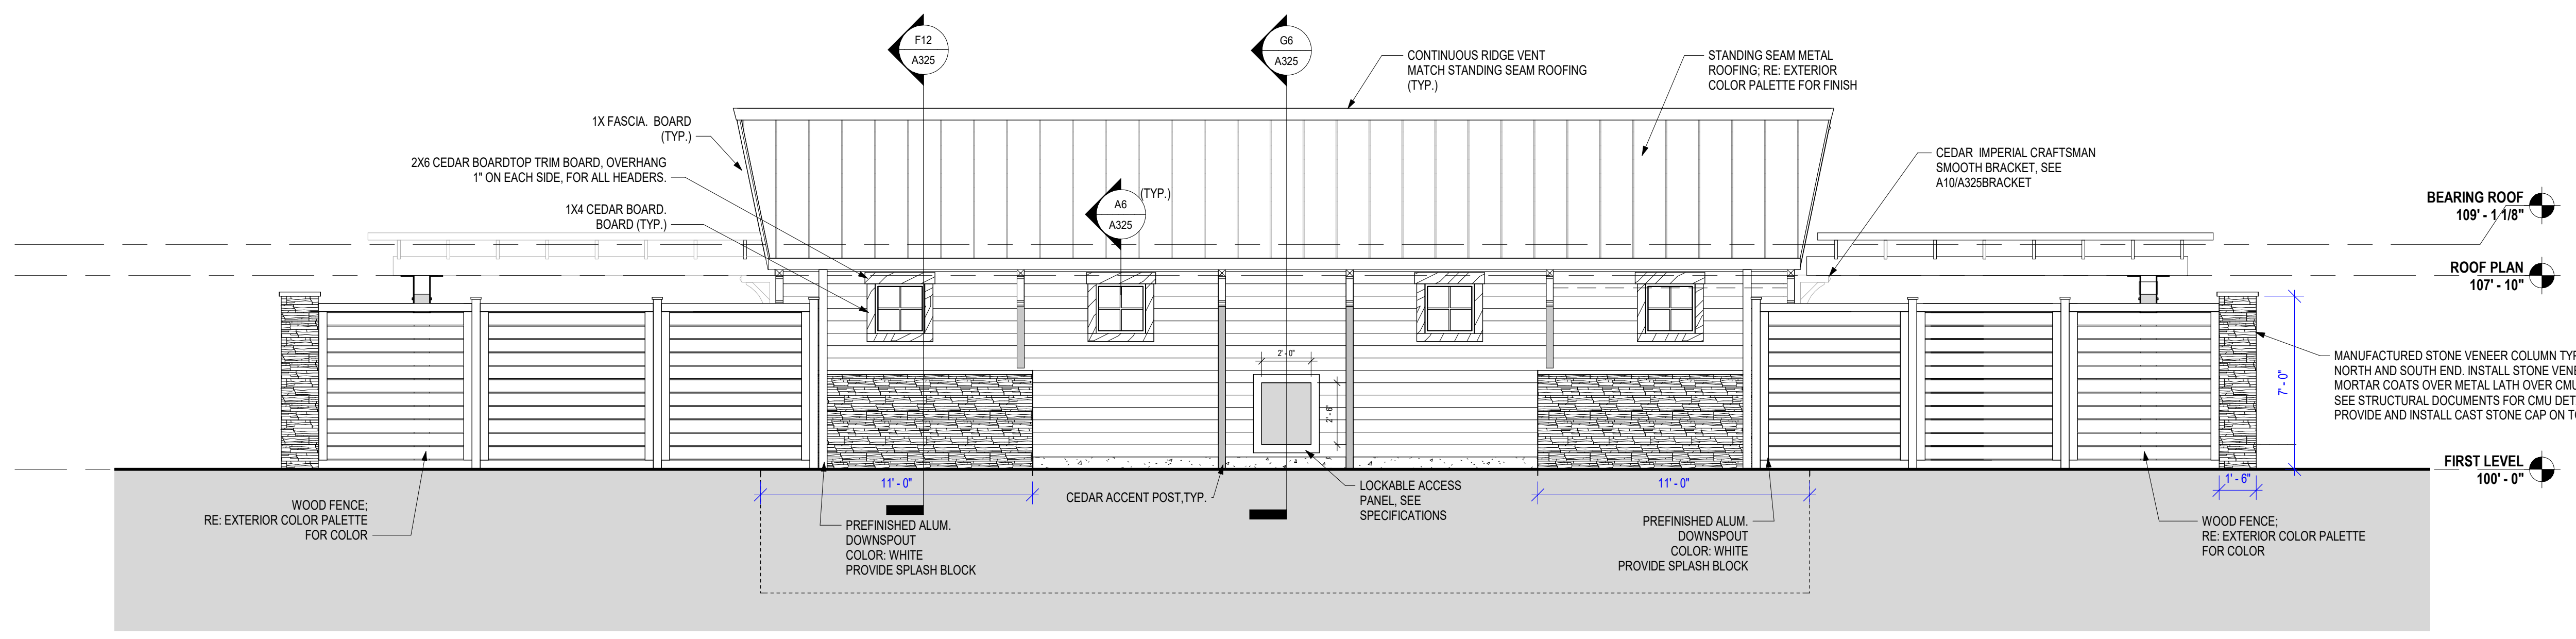 F12
A325
G6
A325
CONTINUOUS RIDGE VENT
MATCH STANDING SEAM ROOFING
(TYP.)
STANDING SEAM METAL
ROOFING; RE: EXTERIOR
COLOR PALETTE FOR FINISH
1X FASCIA. BOARD
(TYP.)
2X6 CEDAR BOARDTOP TRIM BOARD, OVERHANG
1" ON EACH SIDE, FOR ALL HEADERS.
1X4 CEDAR BOARD.
BOARD (TYP.)
A6
A325
(TYP.)
CEDAR IMPERIAL CRAFTSMAN
SMOOTH BRACKET, SEE
A10/A325BRACKET
BEARING ROOF
109' - 1 1/8"
ROOF PLAN
107' - 10"
2' - 0"
2' - 6"
7' - 0"
MANUFACTURED STONE VENEER COLUMN TYP
NORTH AND SOUTH END. INSTALL STONE VENE
MORTAR COATS OVER METAL LATH OVER CMU
SEE STRUCTURAL DOCUMENTS FOR CMU DET
PROVIDE AND INSTALL CAST STONE CAP ON TO
FIRST LEVEL
100' - 0"
11' - 0"
11' - 0"
1' - 6"
WOOD FENCE;
RE: EXTERIOR COLOR PALETTE
FOR COLOR
PREFINISHED ALUM.
DOWNSPOUT
COLOR: WHITE
PROVIDE SPLASH BLOCK
CEDAR ACCENT POST,TYP.
LOCKABLE ACCESS
PANEL, SEE
SPECIFICATIONS
PREFINISHED ALUM.
DOWNSPOUT
COLOR: WHITE
PROVIDE SPLASH BLOCK
WOOD FENCE;
RE: EXTERIOR COLOR PALETTE
FOR COLOR